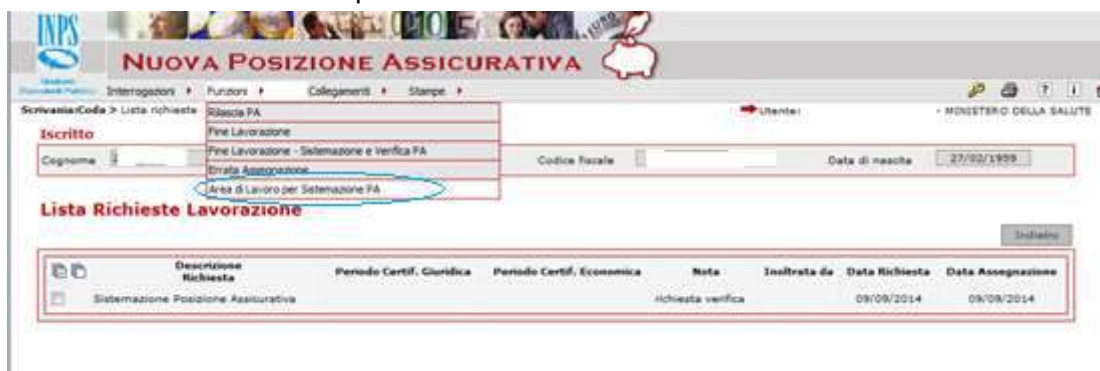 INPS
NUOVA POSIZIONE ASSICURATIVA
Interrogazioni Funzioni Collegamenti Stampe
Scrivania:Coda > Lista richieste
Rilascia PA
Utente:
- MINISTERO DELLA SALUTE
Iscritto
Fine Lavorazione
Cognome
Fine Lavorazione - Sistemazione e Verifica PA
Codice Fiscale
Data di nascita
27/02/1959
Errata Assegnazione
Area di Lavoro per Sistemazione PA
Lista Richieste Lavorazione
Indietro
Descrizione Richiesta Periodo Certif. Giuridica Periodo Certif. Economica Nota Inoltrata da Data Richiesta Data Assegnazione
Sistemazione Posizione Assicurativa richiesta verifica 09/09/2014 09/09/2014